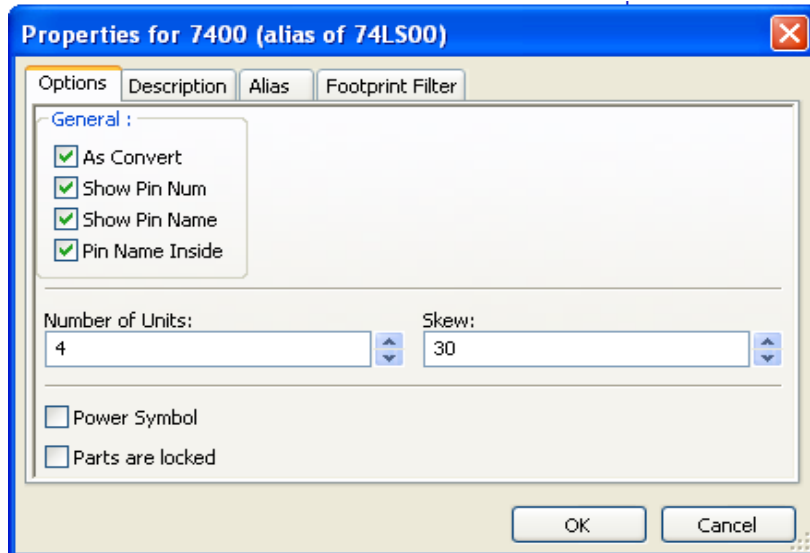 Properties for 7400 (alias of 74LS00)
Options Description Alias Footprint Filter
General :
As Convert
Show Pin Num
Show Pin Name
Pin Name Inside
Number of Units: Skew:
4 30
Power Symbol
Parts are locked
OK Cancel